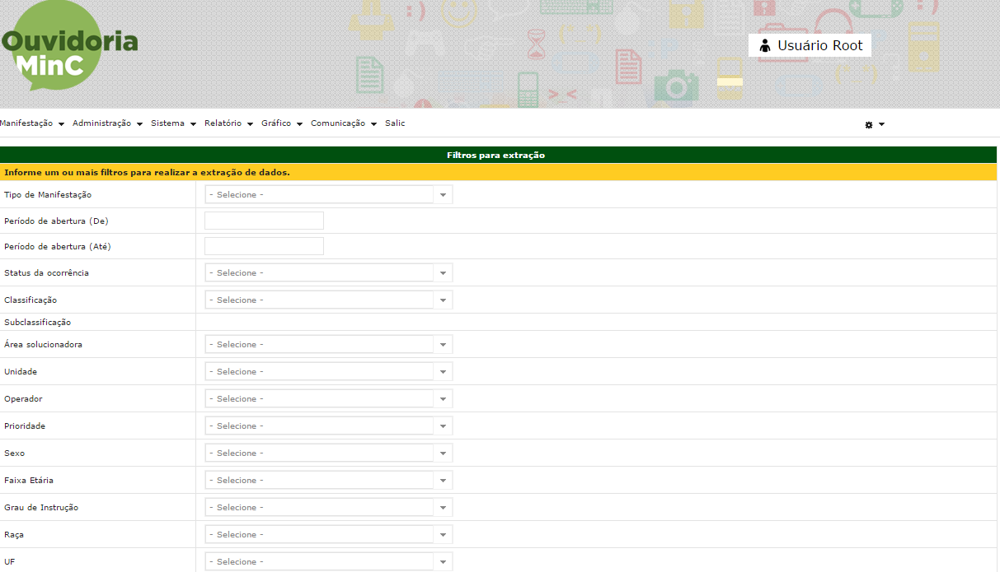 Ouvidoria
MinC
:)
:)
Usuário Root
> <
Manifestação Administração Sistema Relatório Gráfico Comunicação Salic
Filtros para extração
Informe um ou mais filtros para realizar a extração de dados.
Tipo de Manifestação - Selecione -
Período de abertura (De)
Período de abertura (Até)
Status da ocorrência - Selecione -
Classificação - Selecione -
Subclassificação
Área solucionadora - Selecione -
Unidade - Selecione -
Operador - Selecione -
Prioridade - Selecione -
Sexo - Selecione -
Faixa Etária - Selecione -
Grau de Instrução - Selecione -
Raça - Selecione -
UF - Selecione -